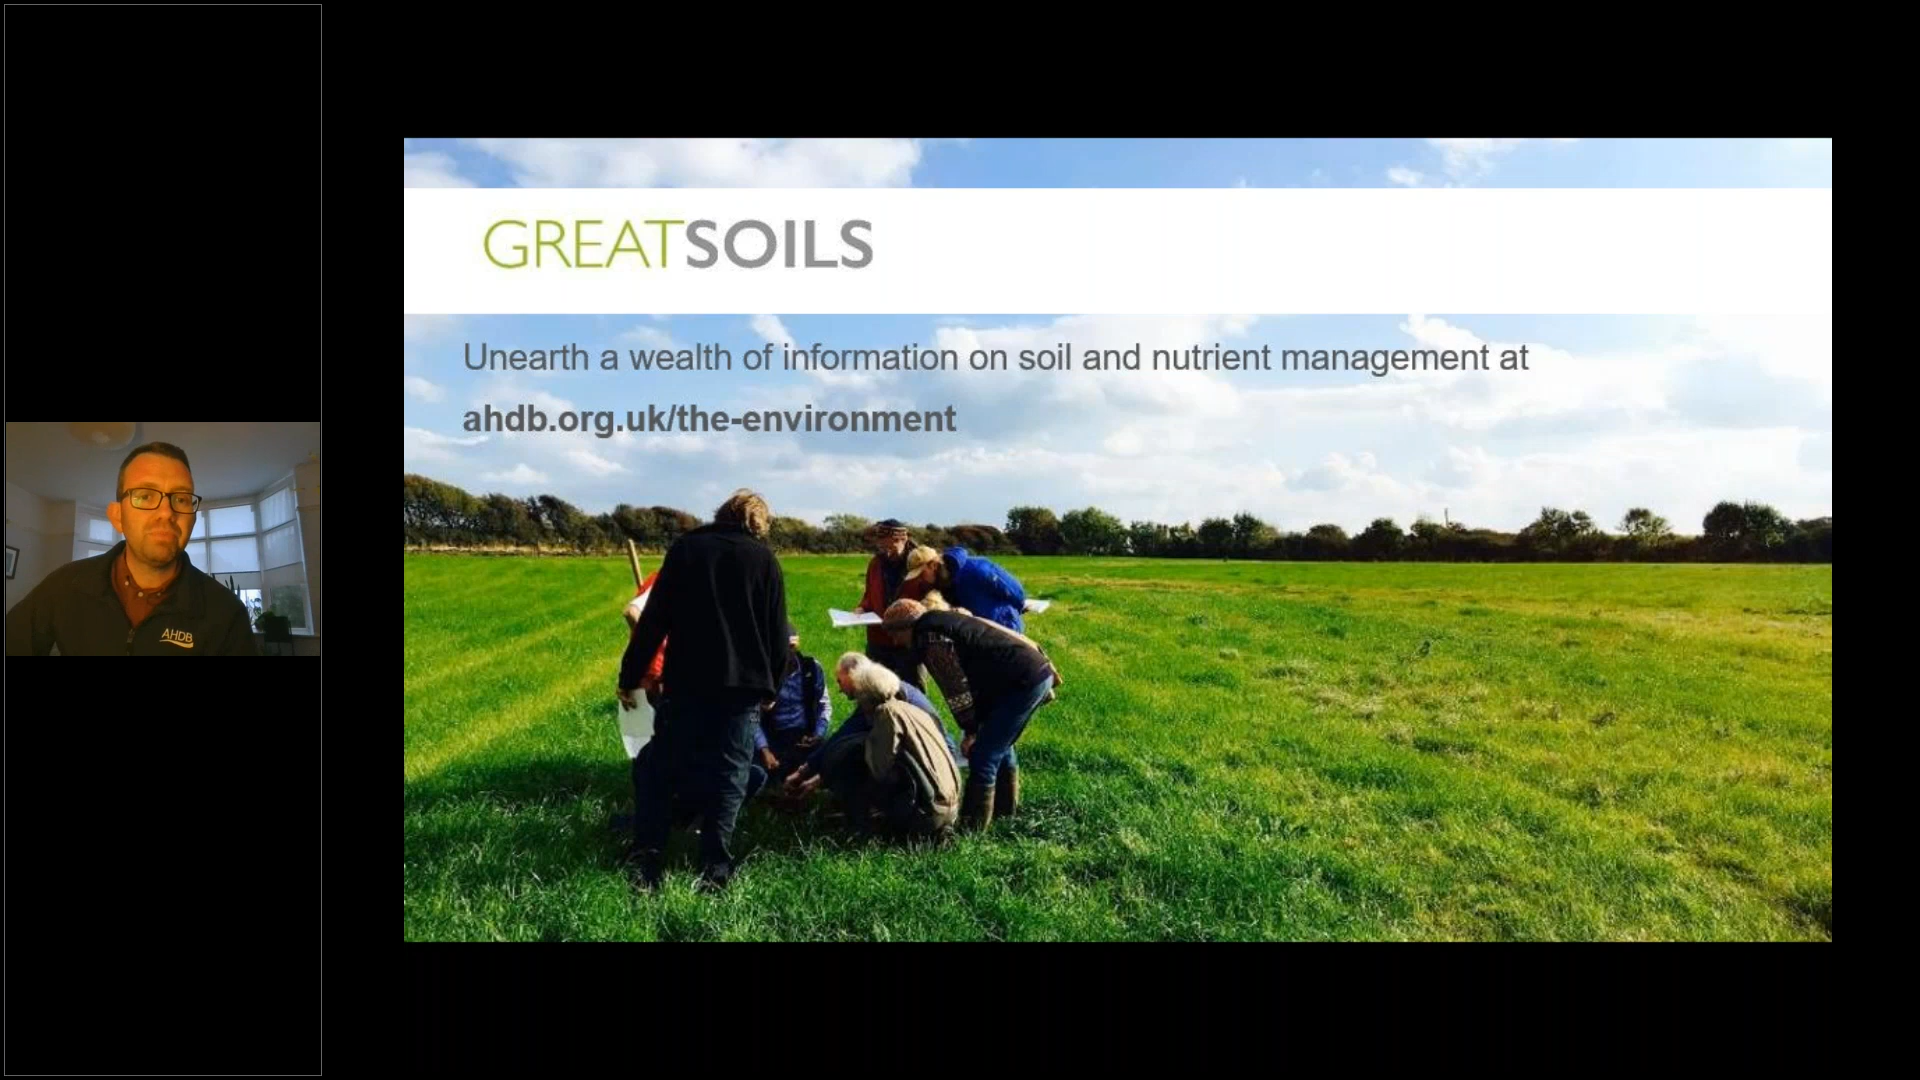 GREATSOILS
Unearth a wealth of information on soil and nutrient management at
ahdb.org.uk/the-environment
AHDB